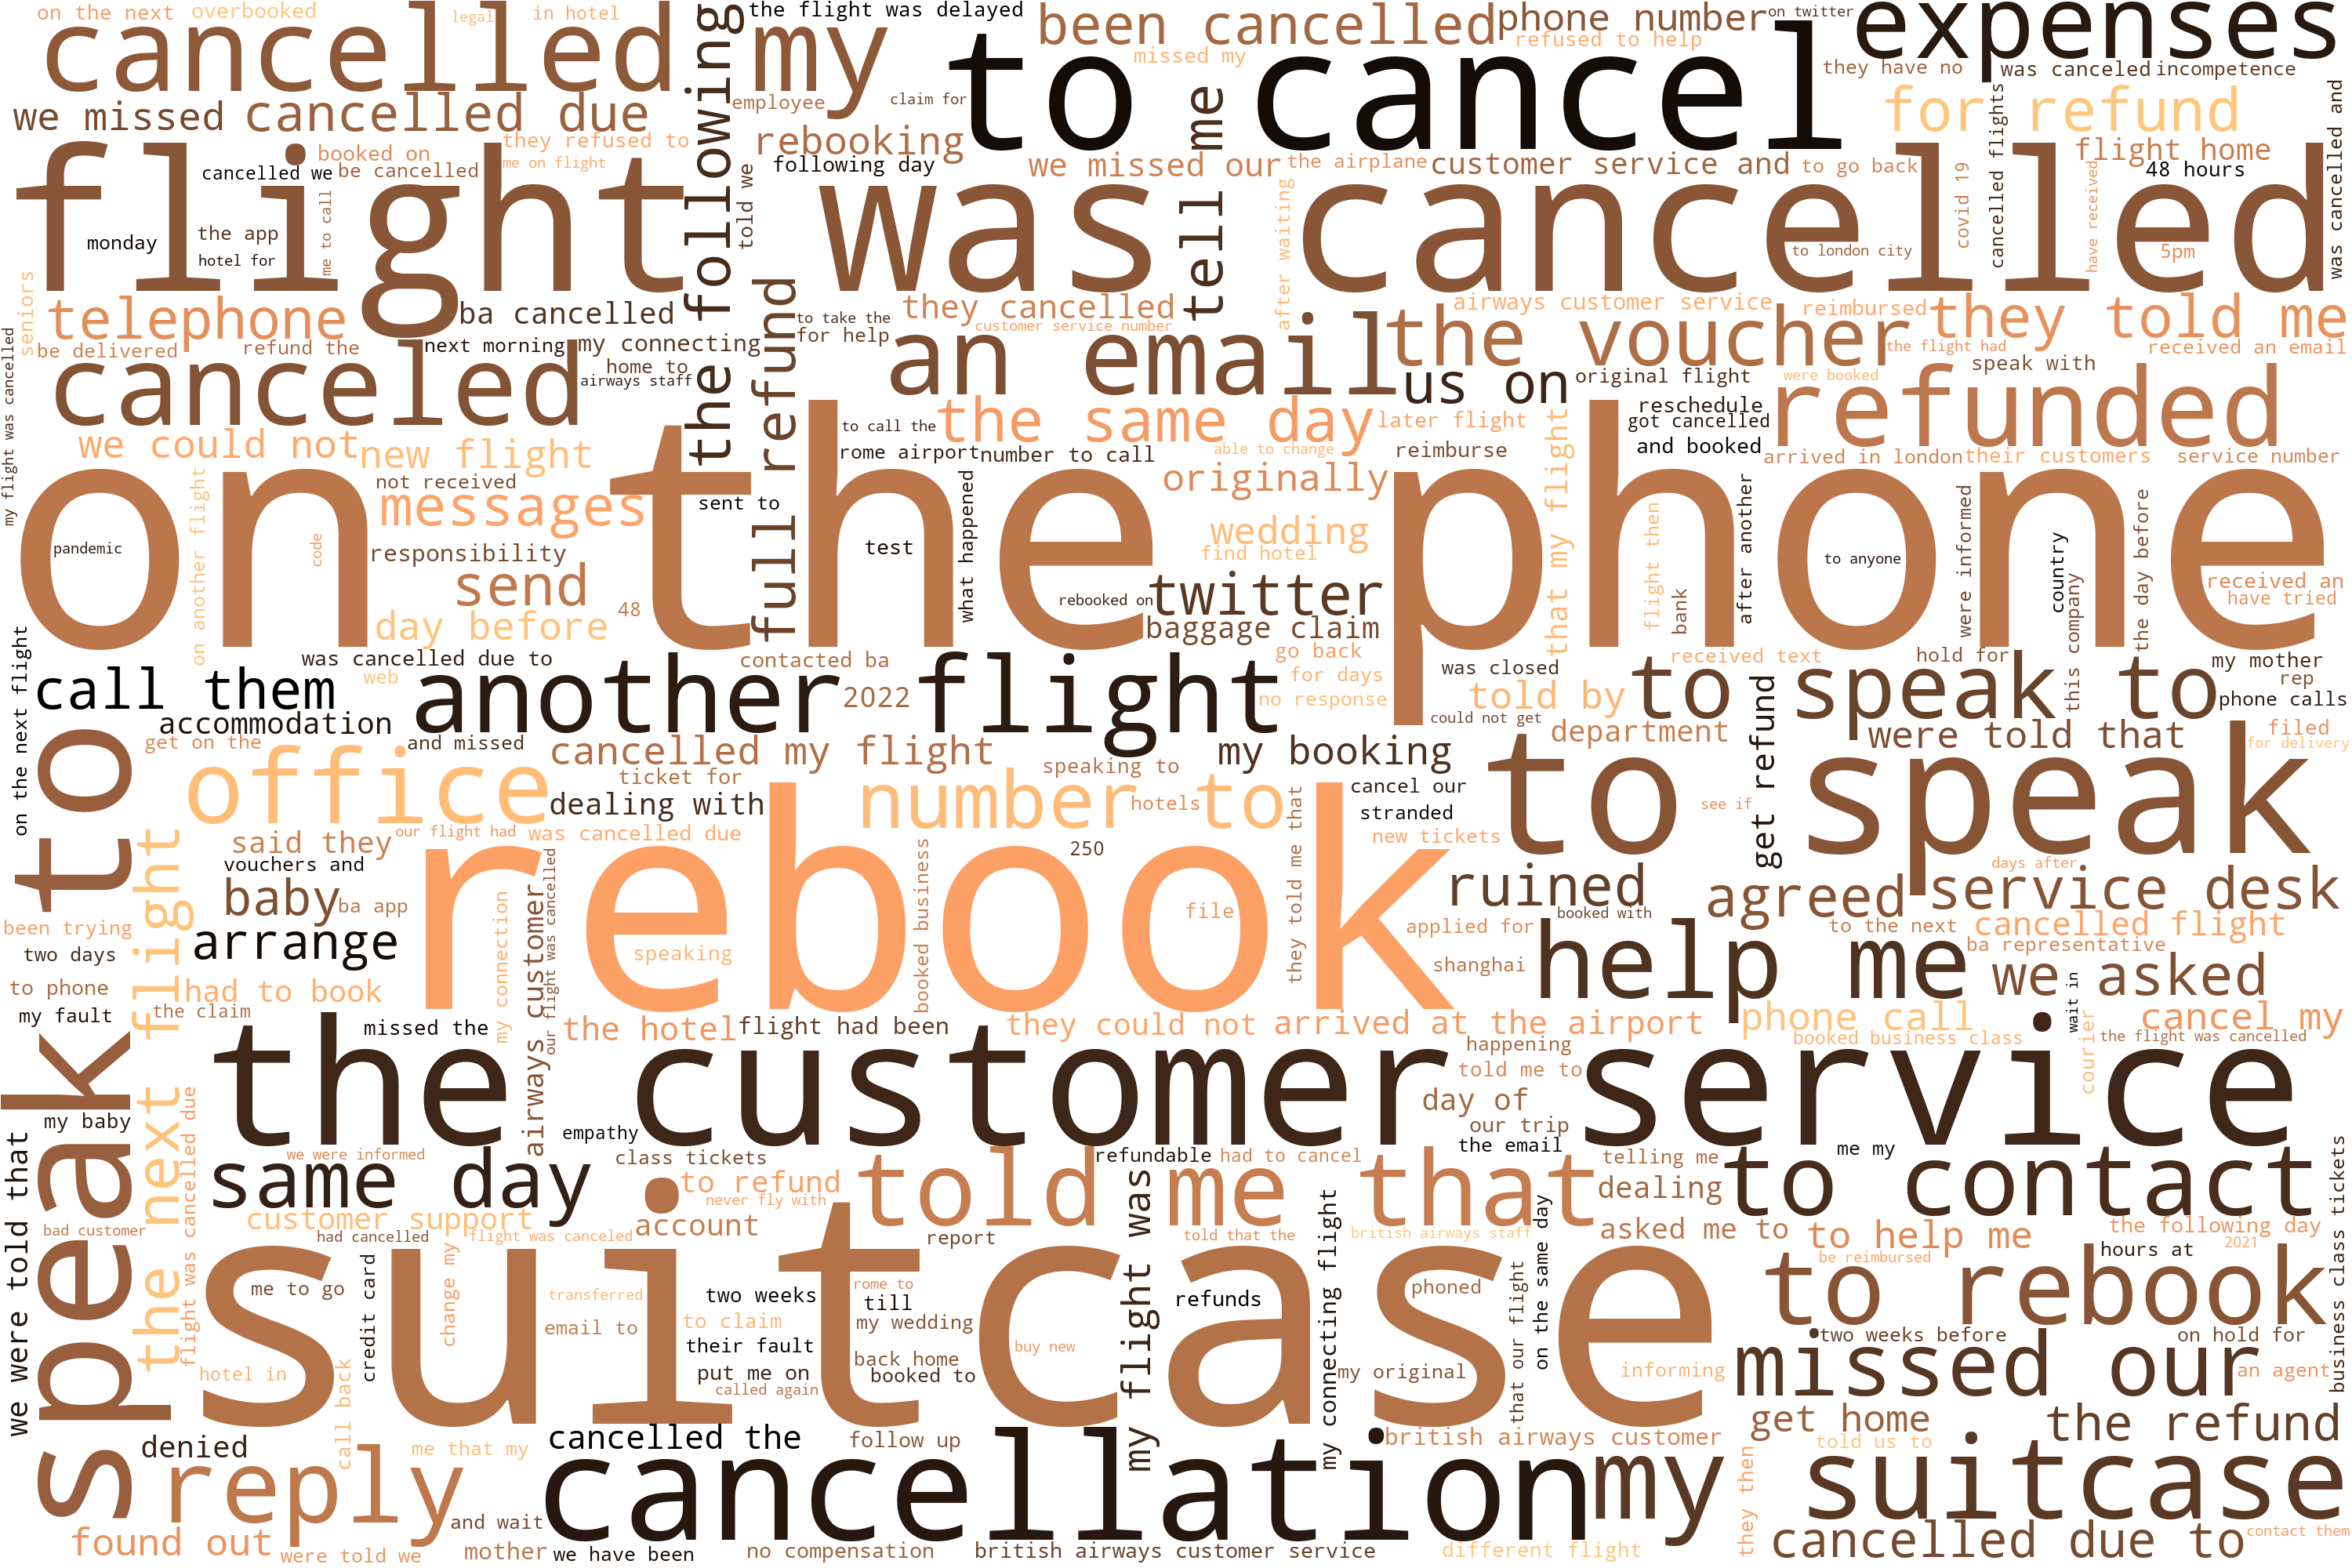 on the next
overbooked
legal
in hotel
cancelled
the following
the flight was delayed
my
been cancelled
phone number
on twitter
expenses
refused to help
missed my
to cancel
they have no
was canceled
incompetence
we missed
cancelled due
employee
claim for
tell me
for refund
cancelled flights
was cancelled and
they refused to
rebooking
booked on
me on flight
following day
we missed our
the airplane
customer service and
to go back
flight home
48 hours
cancelled we
be cancelled
told we
flight
was cancelled
me to call
monday
the app
hotel for
after waiting
to london city
covid 19
have received
5pm
seniors
telephone
ba cancelled
full refund
they cancelled
airways customer service
reimbursed
they told me
to take the
for help
customer service number
an email
the voucher
my flight was cancelled
be delivered
refund the
next morning
my connecting
the flight had
received an email
canceled
home to
airways staff
us on
original flight
were booked
speak with
the same day
later flight
reschedule
got cancelled
and booked
refunded
to call the
rome airport
number to call
able to change
reimburse
that my flight
arrived in london
their customers
service number
we could not
new flight
not received
messages
sent to
originally
on the phone
on another flight
pandemic
code
responsibility
test
what happened
wedding
find hotel
flight then
bank
after another
to anyone
were informed
country
this company
the day before
received an
have tried
send
48
day before
rebooked on
twitter
baggage claim
on the next flight
was cancelled due to
web
contacted ba
go back
for days
no response
was closed
received text
hold for
my mother
rep
call them
another flight
2022
told by
to speak to
phone calls
accommodation
could not get
get refund
to speak
get on the
and missed
cancelled my flight
speaking to
my booking
department
were told that
filed
for delivery
office
ticket for
dealing with
number to
hotels
they told me that
cancel our
stranded
new tickets
to speak
see if
said they
our flight had
was cancelled due
rebook
250
vouchers and
the next flight
airways customer
our flight was cancelled
my connection
booked business
ruined
agreed
days after
service desk
baby
ba app
file
applied for
booked with
to the next
cancelled flight
been trying
two days
arrange
speaking
shanghai
help me
ba representative
we asked
to phone
my fault
had to book
the claim
missed the
the hotel
flight had been
they could not
arrived at the airport
phone call
booked business class
wait in
courier
cancel my
the flight was cancelled
the customer service
happening
told me to
day of
our trip
the email
my baby
flight was cancelled due
we were informed
empathy
class tickets
refundable
had to cancel
telling me
me my
business class tickets
we were told that
same day
to refund
never fly with
told me that
dealing
to contact
bad customer
customer support
had cancelled
flight was canceled
account
report
told that the
my flight was
my connecting flight
british airways staff
on the same day
asked me to
to help me
the following day
2021
hours at
be reimbursed
suitcase
me to go
credit card
change my
transferred
email to
two weeks
to claim
their fault
put me on
called again
rome to
till
my wedding
back home
booked to
refunds
buy new
phoned
my original
that our flight
informing
to rebook
two weeks before
on hold for
hotel in
call back
missed our
an agent
denied
me that my
cancelled the
follow up
british airways customer
get home
told us to
the refund
reply
cancellation
my suitcase
they then
found out
were told we
and wait
mother
we have been
no compensation
british airways customer service
different flight
cancelled due to
contact them